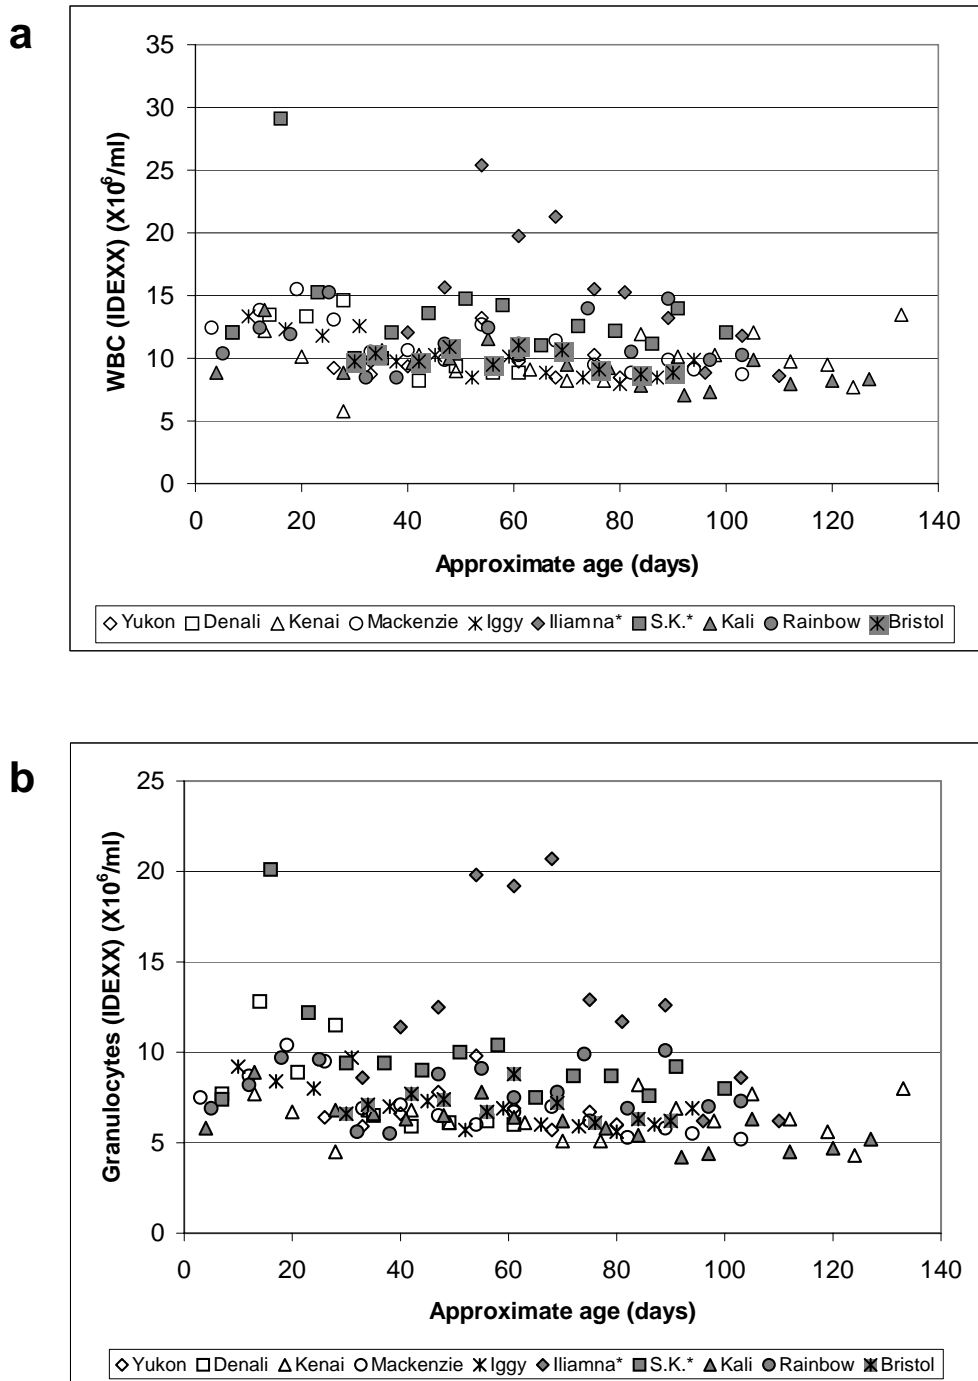 a
35
30
25
20
15
10
5
0
WBC (IDEXX) (X10⁶/ml)
0 20 40 60 80 100 120 140
Approximate age (days)
Yukon Denali Kenai Mackenzie Iggy Iliamna* S.K.* Kali Rainbow Bristol
b
25
20
15
10
5
0
Granulocytes (IDEXX) (X10⁶/ml)
0 20 40 60 80 100 120 140
Approximate age (days)
Yukon Denali Kenai Mackenzie Iggy Iliamna* S.K.* Kali Rainbow Bristol